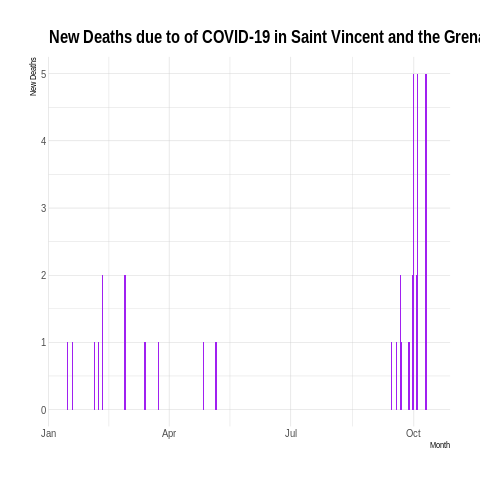 New Deaths due to of COVID-19 in Saint Vincent and the Grena
New Deaths
5
4
3
2
1
0
Jan Apr Jul Oct
Month